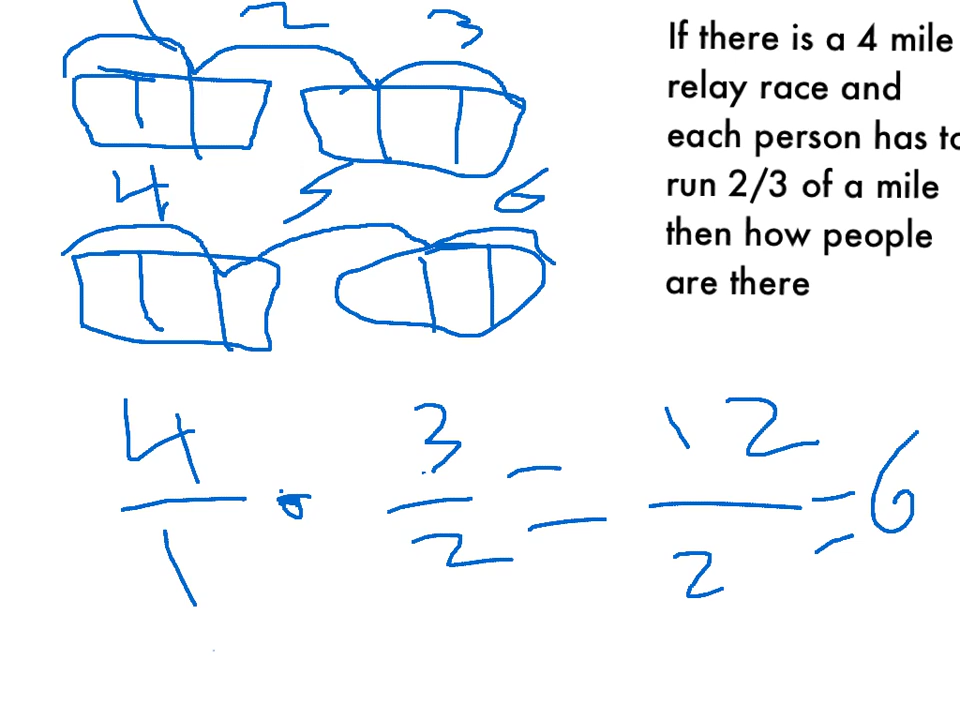 1 2 3
If there is a 4 mile
relay race and
each person has to
run 2/3 of a mile
then how people
are there
4 5 6
4/1 · 3/2 = 12/2 = 6